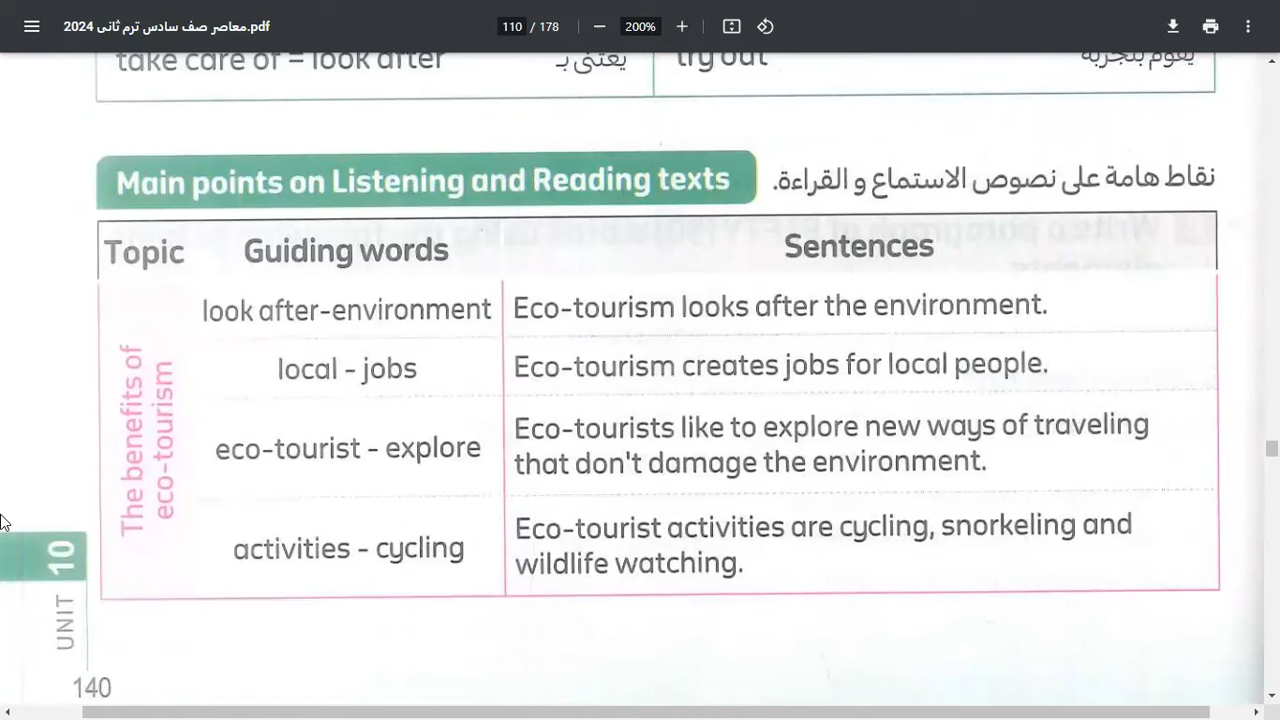 معاصر صف سادس ترم ثانى 2024.pdf
110 / 178
200%
take care of = look after يعتنى بـ try out يقوم بتجربة
Main points on Listening and Reading texts نقاط هامة على نصوص الاستماع و القراءة.
Topic Guiding words Sentences
The benefits of
eco-tourism
look after-environment Eco-tourism looks after the environment.
local - jobs Eco-tourism creates jobs for local people.
eco-tourist - explore Eco-tourists like to explore new ways of traveling
that don't damage the environment.
activities - cycling Eco-tourist activities are cycling, snorkeling and
wildlife watching.
UNIT 10
140